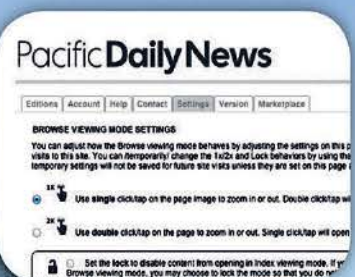 Pacific Daily News
Editions Account Help Contact Settings Version Marketplace
BROWSE VIEWING MODE SETTINGS
You can adjust how the Browse viewing mode behaves by adjusting the settings on this p
visits to this site. You can (temporarily) change the 1x/2x and Lock behaviors by using the
temporary settings will not be saved for future site visits unless they are set on this page
1X
Use single click/tap on the page image to zoom in or out. Double click/tap wil
2X
Use double click/tap on the page to zoom in or out. Single click/tap will open
Set the lock to disable content from opening in Index viewing mode. If
Browse viewing mode, you may choose to lock the mode so that you do